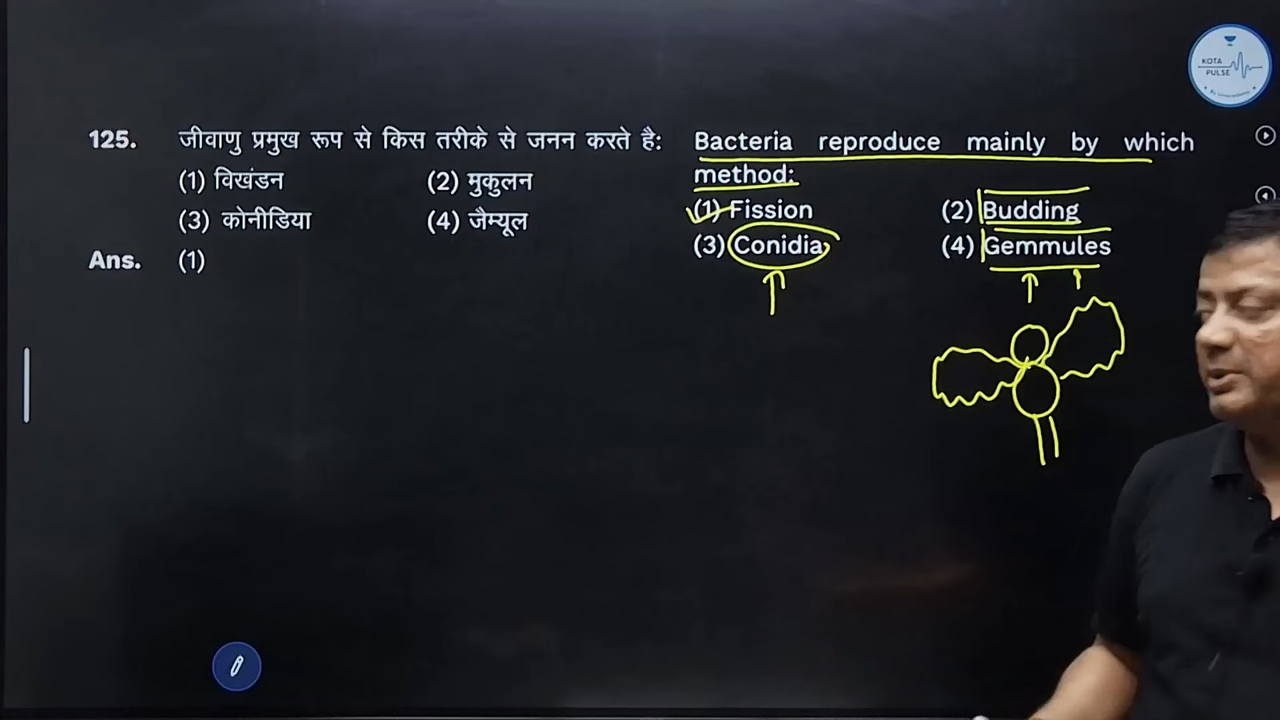 125. जीवाणु प्रमुख रूप से किस तरीके से जनन करते है:
(1) विखंडन (2) मुकुलन
(3) कोनीडिया (4) जैम्यूल
Ans. (1)
Bacteria reproduce mainly by which
method:
(1) Fission (2) Budding
(3) Conidia (4) Gemmules
KOTA
PULSE